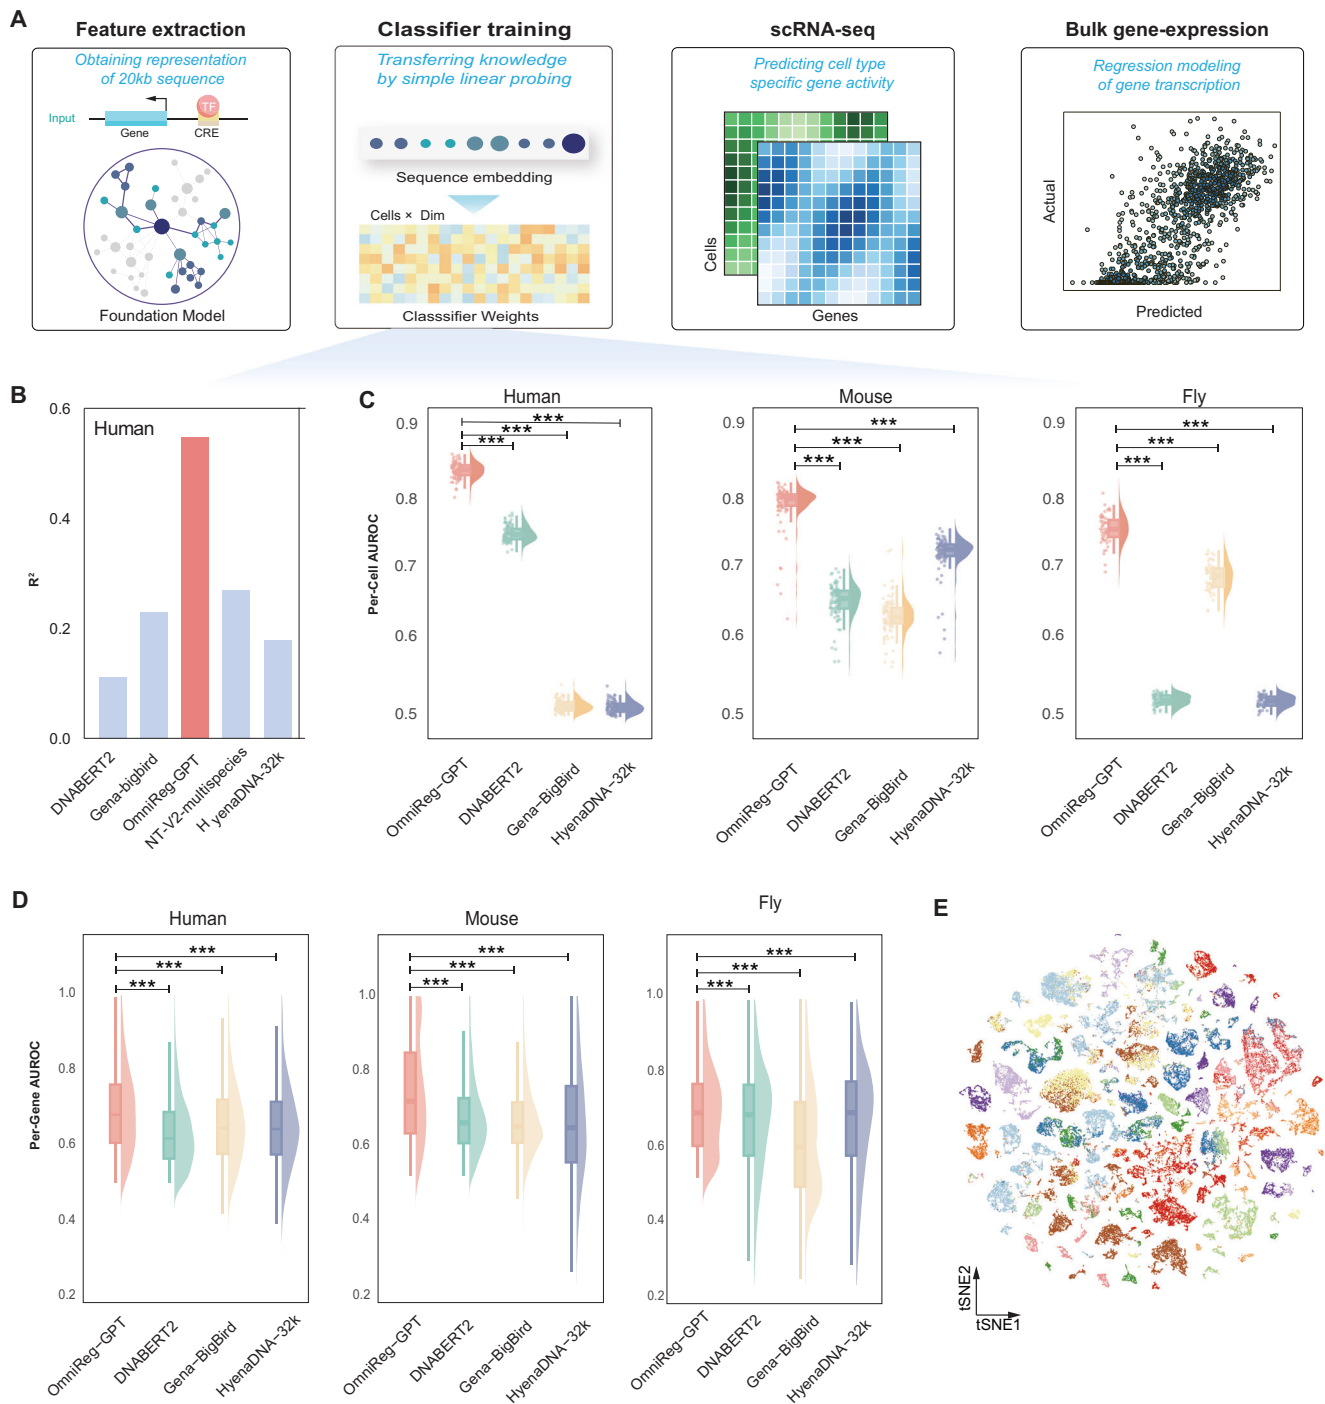 A
Feature extraction
Classifier training
scRNA-seq
Bulk gene-expression
Obtaining representation
of 20kb sequence
Input
TF
Gene
CRE
Foundation Model
Transferring knowledge
by simple linear probing
Sequence embedding
Cells × Dim
Classsifier Weights
Predicting cell type
specific gene activity
Cells
Genes
Regression modeling
of gene transcription
Actual
Predicted
B
0.6
Human
0.4
R²
0.2
0.0
DNABERT2
Gena-bigbird
OmniReg-GPT
NT-V2-multispecies
HyenaDNA-32k
C
Human
Per-Cell AUROC
0.9
0.8
0.7
0.6
0.5
***
***
***
OmniReg-GPT
DNABERT2
Gena-BigBird
HyenaDNA-32k
Mouse
0.9
0.8
0.7
0.6
0.5
***
***
***
OmniReg-GPT
DNABERT2
Gena-BigBird
HyenaDNA-32k
Fly
0.9
0.8
0.7
0.6
0.5
***
***
***
OmniReg-GPT
DNABERT2
Gena-BigBird
HyenaDNA-32k
D
Human
Per-Gene AUROC
1.0
0.8
0.6
0.4
0.2
***
***
***
OmniReg-GPT
DNABERT2
Gena-BigBird
HyenaDNA-32k
Mouse
1.0
0.8
0.6
0.4
0.2
***
***
***
OmniReg-GPT
DNABERT2
Gena-BigBird
HyenaDNA-32k
Fly
1.0
0.8
0.6
0.4
0.2
***
***
***
OmniReg-GPT
DNABERT2
Gena-BigBird
HyenaDNA-32k
E
tSNE2
tSNE1